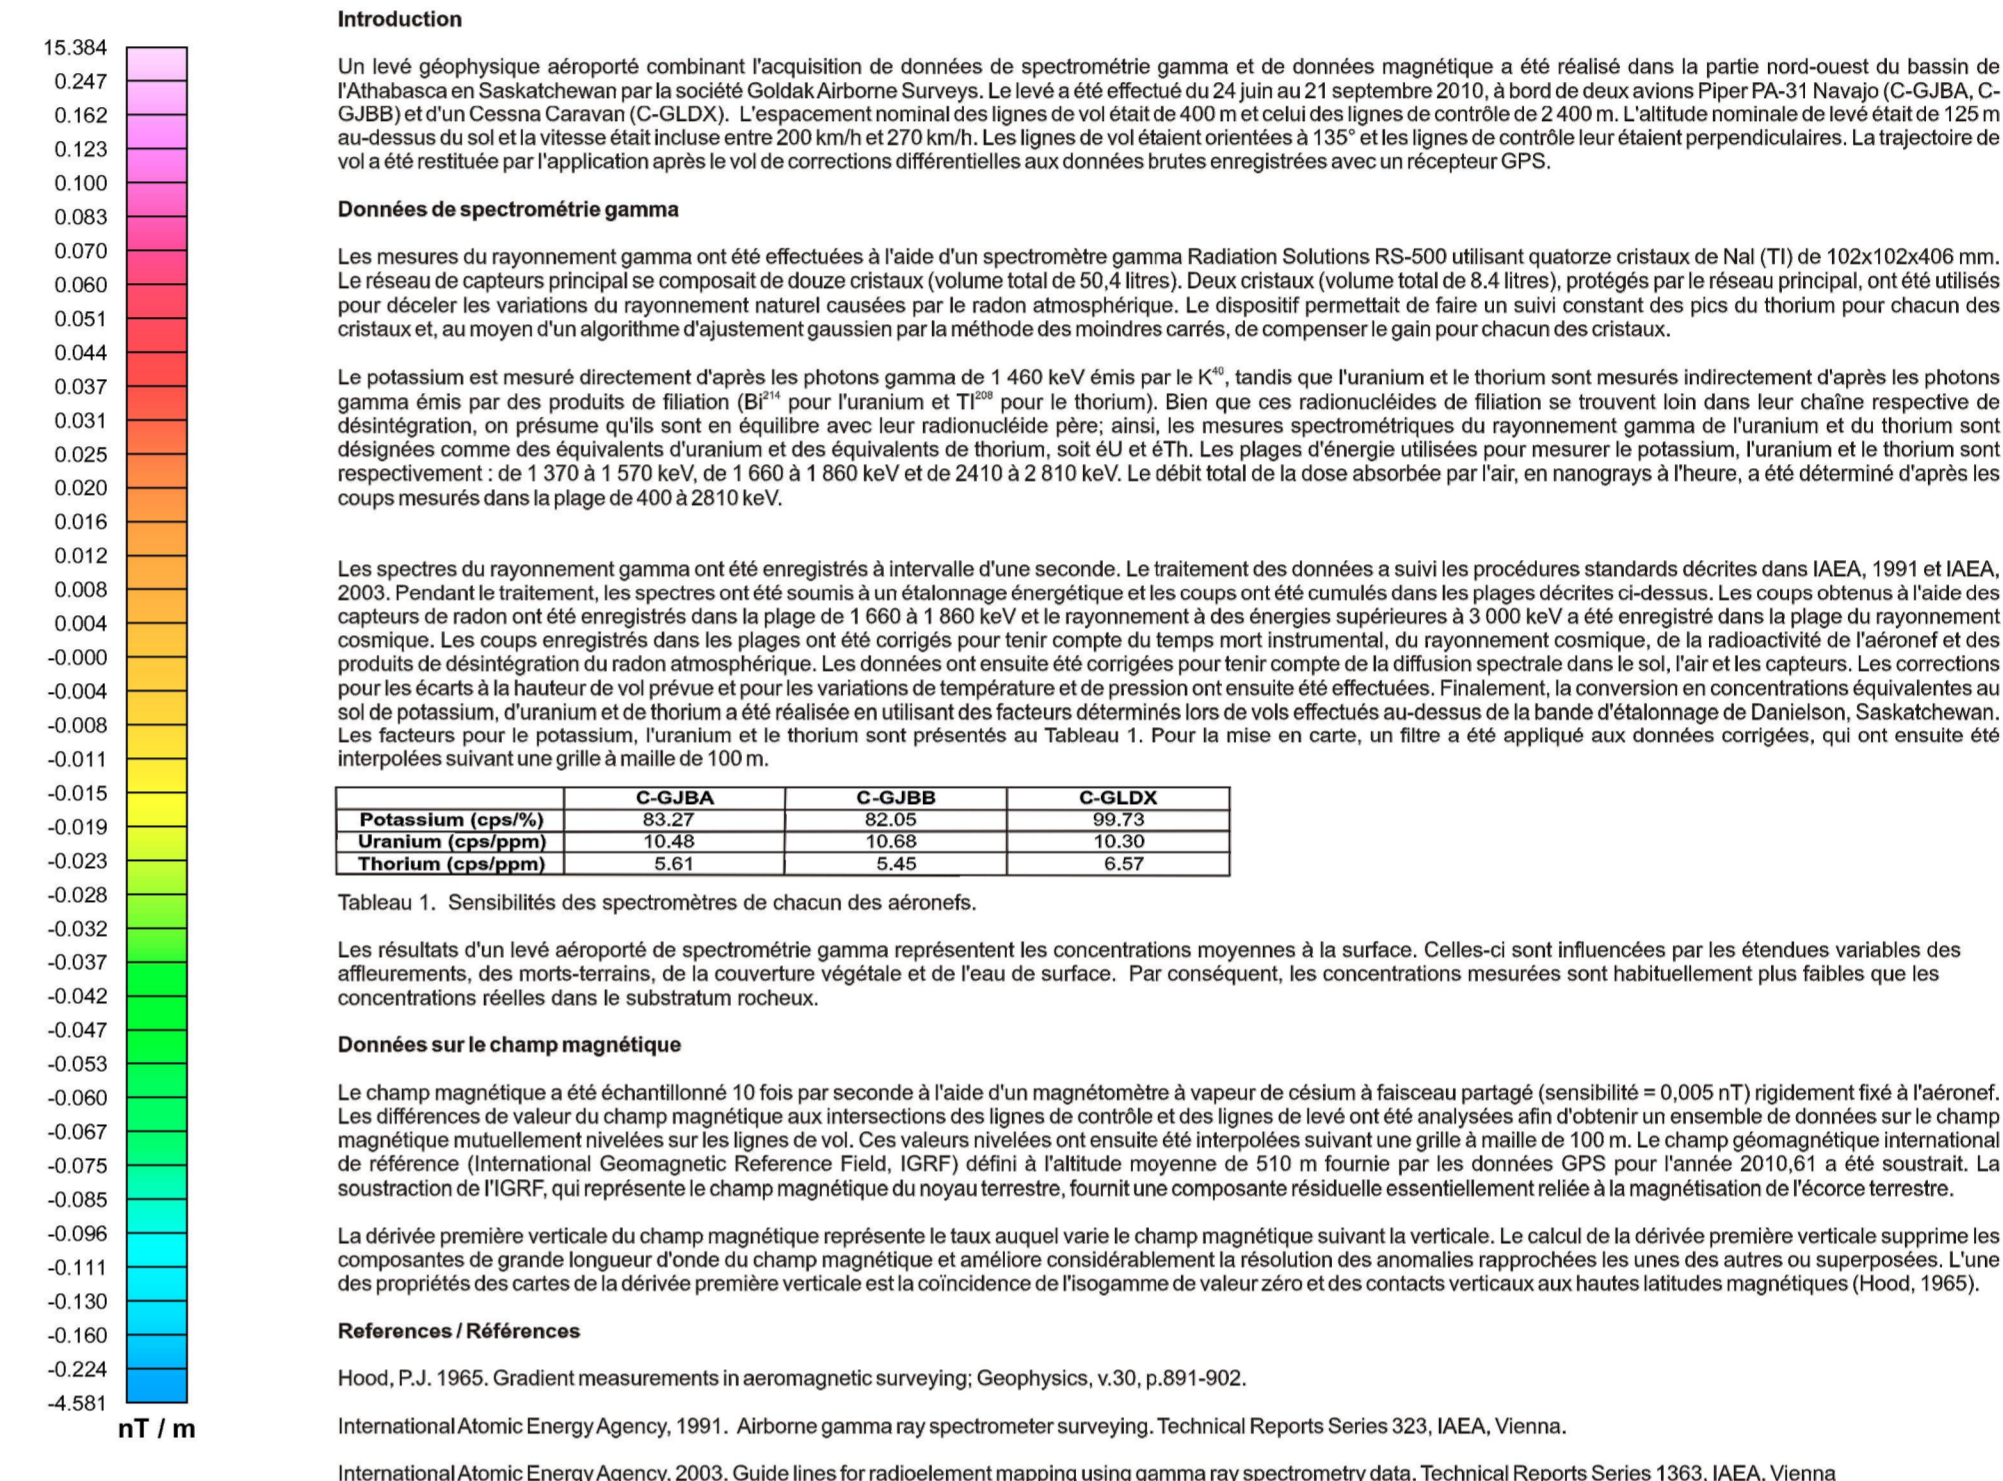 15.384
0.247
0.162
0.123
0.100
0.083
0.070
0.060
0.051
0.044
0.037
0.031
0.025
0.020
0.016
0.012
0.008
0.004
-0.000
-0.004
-0.008
-0.011
-0.015
-0.019
-0.023
-0.028
-0.032
-0.037
-0.042
-0.047
-0.053
-0.060
-0.067
-0.075
-0.085
-0.096
-0.111
-0.130
-0.160
-0.224
-4.581
nT / m
Introduction
Un levé géophysique aéroporté combinant l'acquisition de données de spectrométrie gamma et de données magnétique a été réalisé dans la partie nord-ouest du bassin de
l'Athabasca en Saskatchewan par la société Goldak Airborne Surveys. Le levé a été effectué du 24 juin au 21 septembre 2010, à bord de deux avions Piper PA-31 Navajo (C-GJBA, C-
GJBB) et d'un Cessna Caravan (C-GLDX). L'espacement nominal des lignes de vol était de 400 m et celui des lignes de contrôle de 2 400 m. L'altitude nominale de levé était de 125 m
au-dessus du sol et la vitesse était incluse entre 200 km/h et 270 km/h. Les lignes de vol étaient orientées à 135° et les lignes de contrôle leur étaient perpendiculaires. La trajectoire de
vol a été restituée par l'application après le vol de corrections différentielles aux données brutes enregistrées avec un récepteur GPS.
Données de spectrométrie gamma
Les mesures du rayonnement gamma ont été effectuées à l'aide d'un spectromètre gamma Radiation Solutions RS-500 utilisant quatorze cristaux de NaI (Tl) de 102x102x406 mm.
Le réseau de capteurs principal se composait de douze cristaux (volume total de 50,4 litres). Deux cristaux (volume total de 8.4 litres), protégés par le réseau principal, ont été utilisés
pour déceler les variations du rayonnement naturel causées par le radon atmosphérique. Le dispositif permettait de faire un suivi constant des pics du thorium pour chacun des
cristaux et, au moyen d'un algorithme d'ajustement gaussien par la méthode des moindres carrés, de compenser le gain pour chacun des cristaux.
Le potassium est mesuré directement d'après les photons gamma de 1 460 keV émis par le K⁴⁰, tandis que l'uranium et le thorium sont mesurés indirectement d'après les photons
gamma émis par des produits de filiation (Bi²¹⁴ pour l'uranium et Tl²⁰⁸ pour le thorium). Bien que ces radionucléides de filiation se trouvent loin dans leur chaîne respective de
désintégration, on présume qu'ils sont en équilibre avec leur radionucléide père; ainsi, les mesures spectrométriques du rayonnement gamma de l'uranium et du thorium sont
désignées comme des équivalents d'uranium et des équivalents de thorium, soit éU et éTh. Les plages d'énergie utilisées pour mesurer le potassium, l'uranium et le thorium sont
respectivement : de 1 370 à 1 570 keV, de 1 660 à 1 860 keV et de 2410 à 2 810 keV. Le débit total de la dose absorbée par l'air, en nanograys à l'heure, a été déterminé d'après les
coups mesurés dans la plage de 400 à 2810 keV.
Les spectres du rayonnement gamma ont été enregistrés à intervalle d'une seconde. Le traitement des données a suivi les procédures standards décrites dans IAEA, 1991 et IAEA,
2003. Pendant le traitement, les spectres ont été soumis à un étalonnage énergétique et les coups ont été cumulés dans les plages décrites ci-dessus. Les coups obtenus à l'aide des
capteurs de radon ont été enregistrés dans la plage de 1 660 à 1 860 keV et le rayonnement à des énergies supérieures à 3 000 keV a été enregistré dans la plage du rayonnement
cosmique. Les coups enregistrés dans les plages ont été corrigés pour tenir compte du temps mort instrumental, du rayonnement cosmique, de la radioactivité de l'aéronef et des
produits de désintégration du radon atmosphérique. Les données ont ensuite été corrigées pour tenir compte de la diffusion spectrale dans le sol, l'air et les capteurs. Les corrections
pour les écarts à la hauteur de vol prévue et pour les variations de température et de pression ont ensuite été effectuées. Finalement, la conversion en concentrations équivalentes au
sol de potassium, d'uranium et de thorium a été réalisée en utilisant des facteurs déterminés lors de vols effectués au-dessus de la bande d'étalonnage de Danielson, Saskatchewan.
Les facteurs pour le potassium, l'uranium et le thorium sont présentés au Tableau 1. Pour la mise en carte, un filtre a été appliqué aux données corrigées, qui ont ensuite été
interpolées suivant une grille à maille de 100 m.
C-GJBA C-GJBB C-GLDX
Potassium (cps/%) 83.27 82.05 99.73
Uranium (cps/ppm) 10.48 10.68 10.30
Thorium (cps/ppm) 5.61 5.45 6.57
Tableau 1. Sensibilités des spectromètres de chacun des aéronefs.
Les résultats d'un levé aéroporté de spectrométrie gamma représentent les concentrations moyennes à la surface. Celles-ci sont influencées par les étendues variables des
affleurements, des morts-terrains, de la couverture végétale et de l'eau de surface. Par conséquent, les concentrations mesurées sont habituellement plus faibles que les
concentrations réelles dans le substratum rocheux.
Données sur le champ magnétique
Le champ magnétique a été échantillonné 10 fois par seconde à l'aide d'un magnétomètre à vapeur de césium à faisceau partagé (sensibilité = 0,005 nT) rigidement fixé à l'aéronef.
Les différences de valeur du champ magnétique aux intersections des lignes de contrôle et des lignes de levé ont été analysées afin d'obtenir un ensemble de données sur le champ
magnétique mutuellement nivelées sur les lignes de vol. Ces valeurs nivelées ont ensuite été interpolées suivant une grille à maille de 100 m. Le champ géomagnétique international
de référence (International Geomagnetic Reference Field, IGRF) défini à l'altitude moyenne de 510 m fournie par les données GPS pour l'année 2010,61 a été soustrait. La
soustraction de l'IGRF, qui représente le champ magnétique du noyau terrestre, fournit une composante résiduelle essentiellement reliée à la magnétisation de l'écorce terrestre.
La dérivée première verticale du champ magnétique représente le taux auquel varie le champ magnétique suivant la verticale. Le calcul de la dérivée première verticale supprime les
composantes de grande longueur d'onde du champ magnétique et améliore considérablement la résolution des anomalies rapprochées les unes des autres ou superposées. L'une
des propriétés des cartes de la dérivée première verticale est la coïncidence de l'isogamme de valeur zéro et des contacts verticaux aux hautes latitudes magnétiques (Hood, 1965).
References / Références
Hood, P.J. 1965. Gradient measurements in aeromagnetic surveying; Geophysics, v.30, p.891-902.
International Atomic Energy Agency, 1991. Airborne gamma ray spectrometer surveying. Technical Reports Series 323, IAEA, Vienna.
International Atomic Energy Agency, 2003. Guide lines for radioelement mapping using gamma ray spectrometry data. Technical Reports Series 1363, IAEA, Vienna